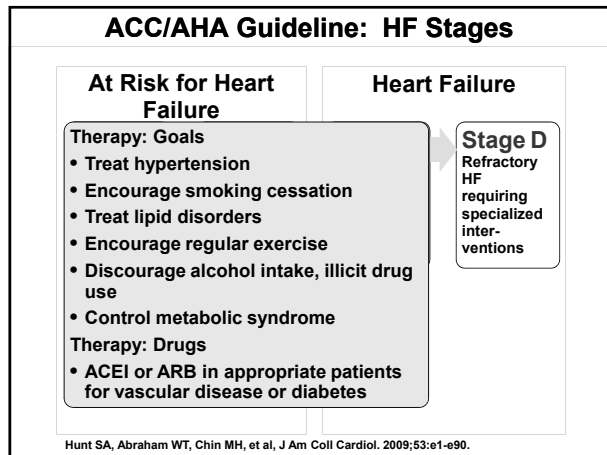 ACC/AHA Guideline: HF Stages
At Risk for Heart
Failure
Heart Failure
Therapy: Goals
• Treat hypertension
• Encourage smoking cessation
• Treat lipid disorders
• Encourage regular exercise
• Discourage alcohol intake, illicit drug
use
• Control metabolic syndrome
Therapy: Drugs
• ACEI or ARB in appropriate patients
for vascular disease or diabetes
Stage D
Refractory
HF
requiring
specialized
inter-
ventions
Hunt SA, Abraham WT, Chin MH, et al, J Am Coll Cardiol. 2009;53:e1-e90.